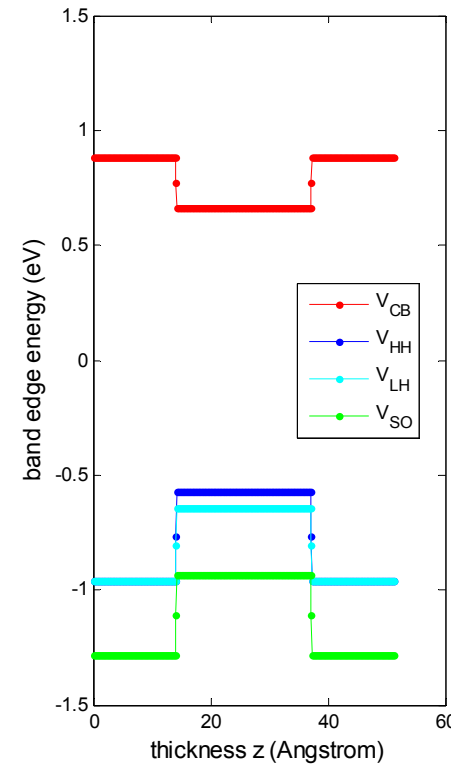 1.5
1
0.5
0
-0.5
-1
-1.5
band edge energy (eV)
V_CB
V_HH
V_LH
V_SO
0 20 40 60
thickness z (Angstrom)